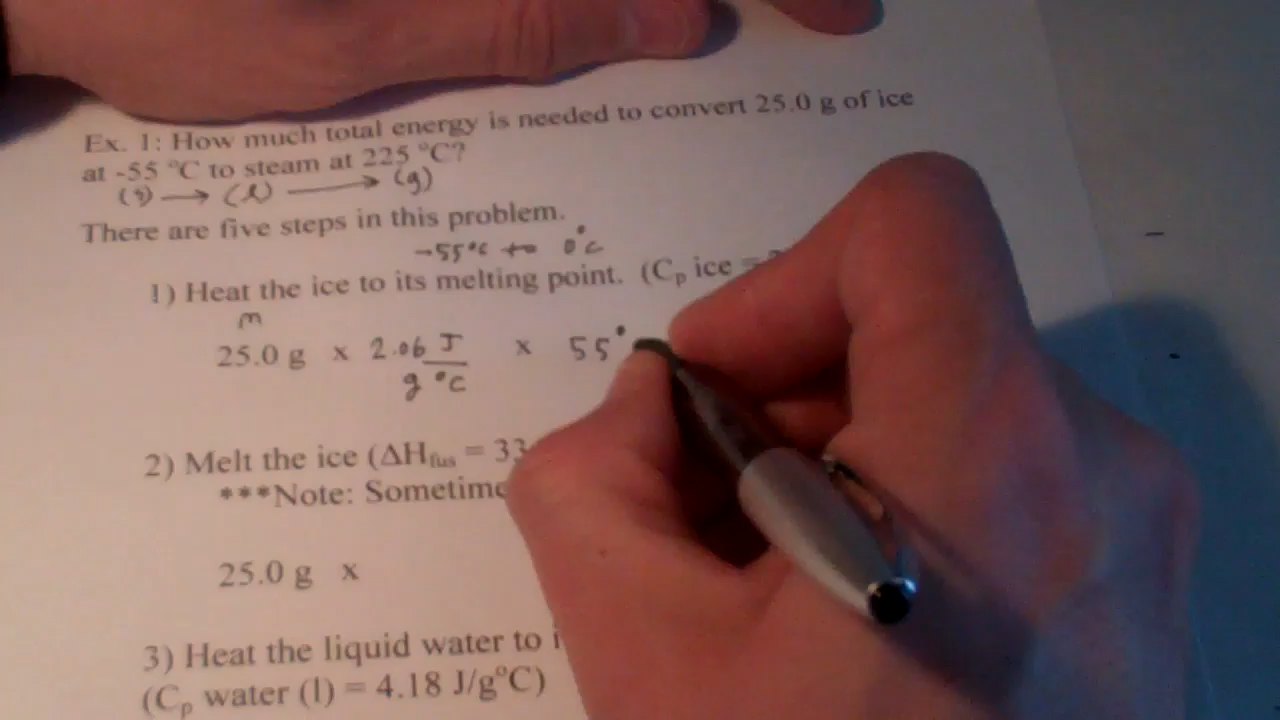 Ex. 1: How much total energy is needed to convert 25.0 g of ice
at -55 °C to steam at 225 °C?
(s) → (l) → (g)
There are five steps in this problem.
-55°C to 0°C
1) Heat the ice to its melting point. (Cp ice =
m
25.0 g x 2.06 J x 55°
g °C
2) Melt the ice (ΔHfus = 33
***Note: Sometime
25.0 g x
3) Heat the liquid water to
(Cp water (l) = 4.18 J/g°C)